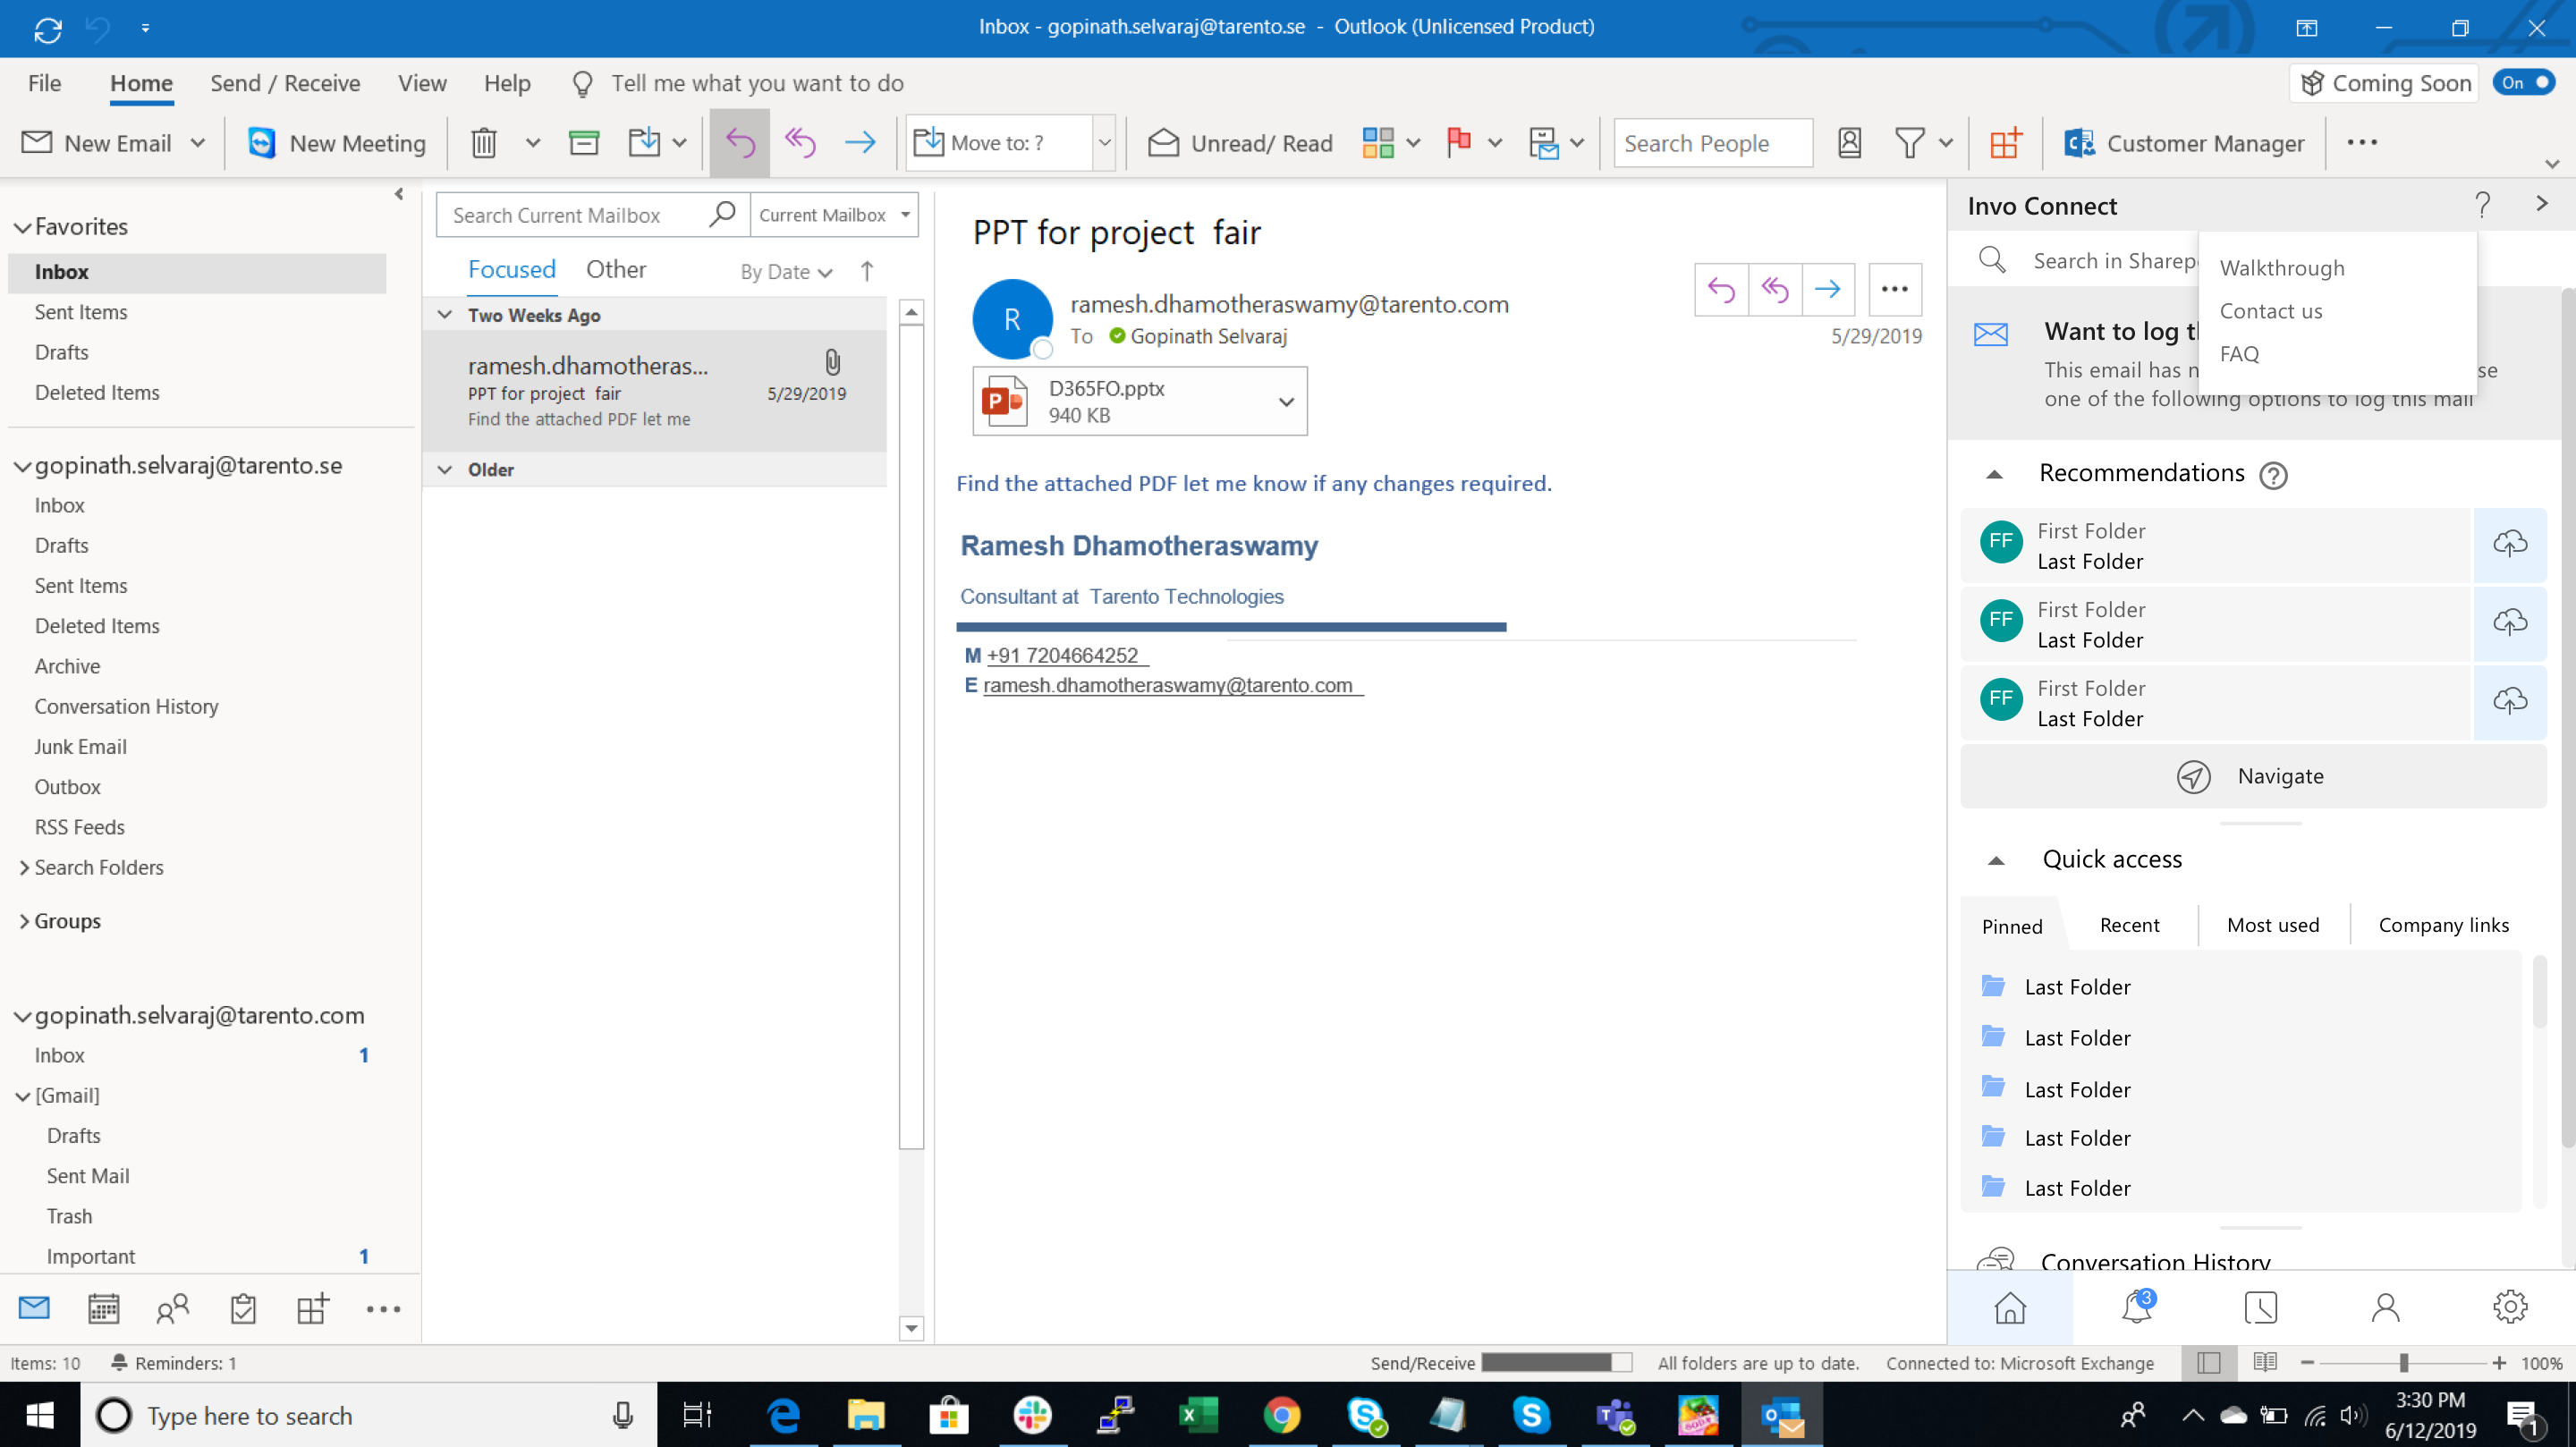 Inbox - gopinath.selvaraj@tarento.se - Outlook (Unlicensed Product)
File Home Send / Receive View Help Tell me what you want to do
Coming Soon On
New Email New Meeting Move to: ? Unread/ Read Search People Customer Manager
Favorites
Inbox
Sent Items
Drafts
Deleted Items
gopinath.selvaraj@tarento.se
Inbox
Drafts
Sent Items
Deleted Items
Archive
Conversation History
Junk Email
Outbox
RSS Feeds
Search Folders
Groups
gopinath.selvaraj@tarento.com
Inbox 1
[Gmail]
Drafts
Sent Mail
Trash
Important 1
Search Current Mailbox Current Mailbox
Focused Other By Date
Two Weeks Ago
ramesh.dhamotheras...
PPT for project fair 5/29/2019
Find the attached PDF let me
Older
PPT for project fair
R
ramesh.dhamotheraswamy@tarento.com
To Gopinath Selvaraj
5/29/2019
P
D365FO.pptx
940 KB
Find the attached PDF let me know if any changes required.
Ramesh Dhamotheraswamy
Consultant at Tarento Technologies
M +91 7204664252
E ramesh.dhamotheraswamy@tarento.com
Invo Connect ?
Search in Sharep
Walkthrough
Contact us
FAQ
Want to log t
This email has n se
one of the following options to log this mail
Recommendations ?
FF First Folder
Last Folder
FF First Folder
Last Folder
FF First Folder
Last Folder
Navigate
Quick access
Pinned Recent Most used Company links
Last Folder
Last Folder
Last Folder
Last Folder
Last Folder
Conversation History
3
Items: 10 Reminders: 1 Send/Receive All folders are up to date. Connected to: Microsoft Exchange 100%
Type here to search
3:30 PM
6/12/2019
1